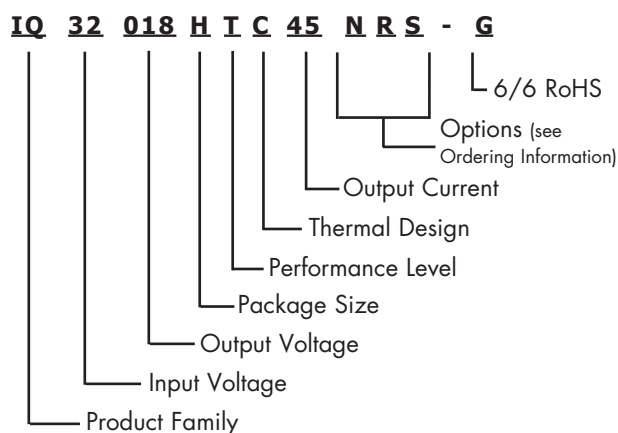 IQ 32 018 H T C 45 N R S - G
6/6 RoHS
Options (see
Ordering Information)
Output Current
Thermal Design
Performance Level
Package Size
Output Voltage
Input Voltage
Product Family